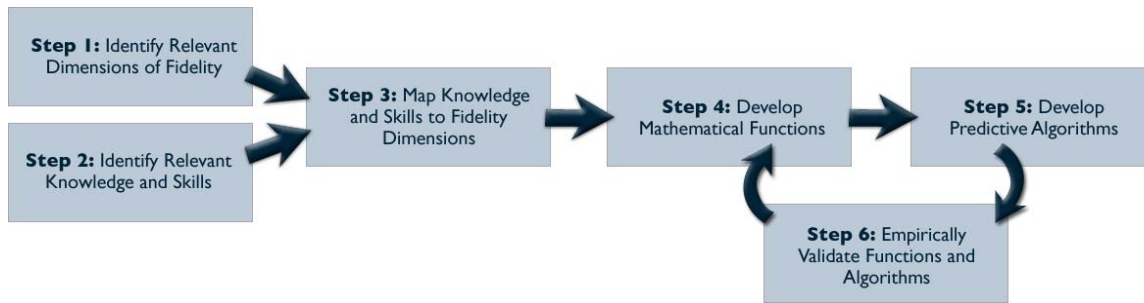 Step 1: Identify Relevant
Dimensions of Fidelity
Step 2: Identify Relevant
Knowledge and Skills
Step 3: Map Knowledge
and Skills to Fidelity
Dimensions
Step 4: Develop
Mathematical Functions
Step 5: Develop
Predictive Algorithms
Step 6: Empirically
Validate Functions and
Algorithms